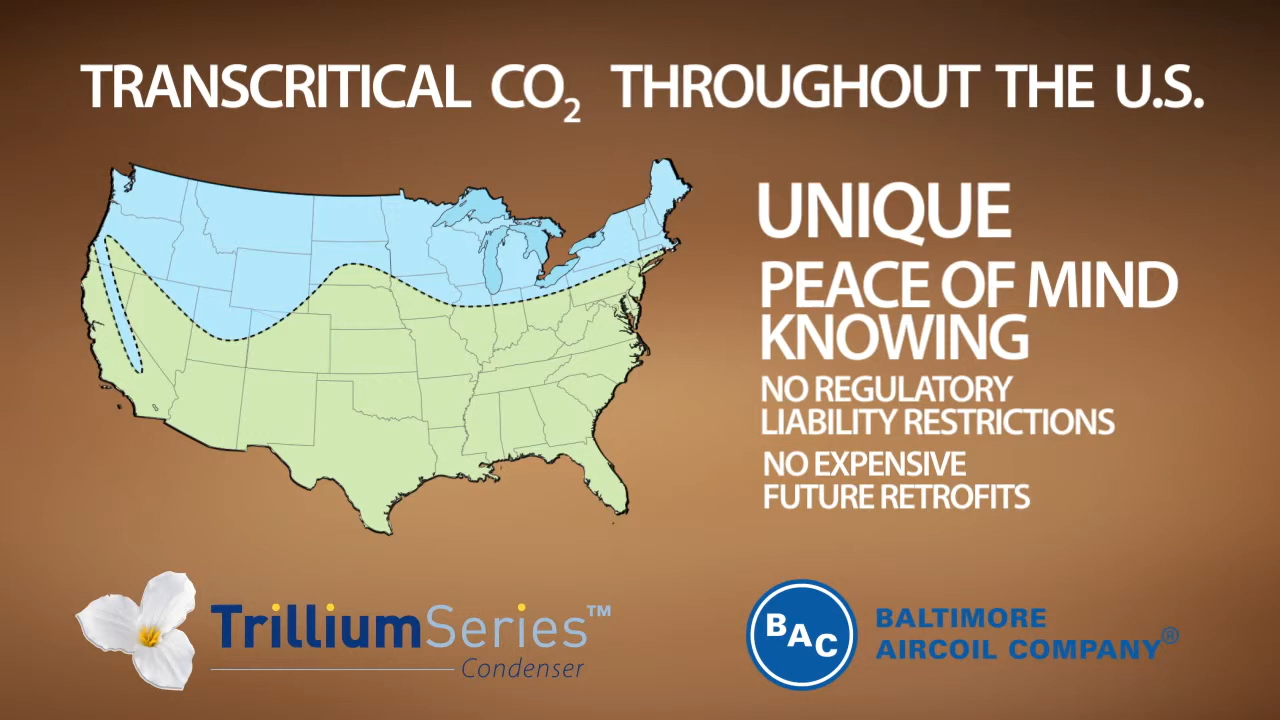 TRANSCRITICAL CO₂ THROUGHOUT THE U.S.
UNIQUE
PEACE OF MIND
KNOWING
NO REGULATORY
LIABILITY RESTRICTIONS
NO EXPENSIVE
FUTURE RETROFITS
TrilliumSeries™
Condenser
BAC
BALTIMORE
AIRCOIL COMPANY®